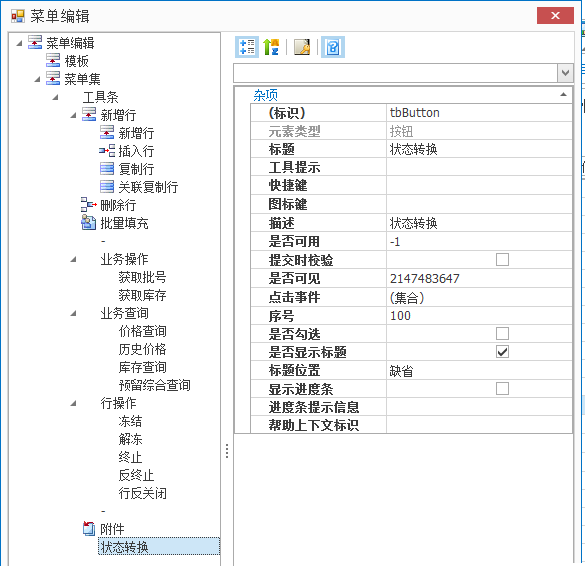 菜单编辑
菜单编辑
模板
菜单集
工具条
新增行
新增行
插入行
复制行
关联复制行
删除行
批量填充
-
业务操作
获取批号
获取库存
业务查询
价格查询
历史价格
库存查询
预留综合查询
行操作
冻结
解冻
终止
反终止
行反关闭
-
附件
状态转换
杂项
(标识) tbButton
元素类型 按钮
标题 状态转换
工具提示
快捷键
图标键
描述 状态转换
是否可用 -1
提交时校验
是否可见 2147483647
点击事件 (集合)
序号 100
是否勾选
是否显示标题
标题位置 缺省
显示进度条
进度条提示信息
帮助上下文标识